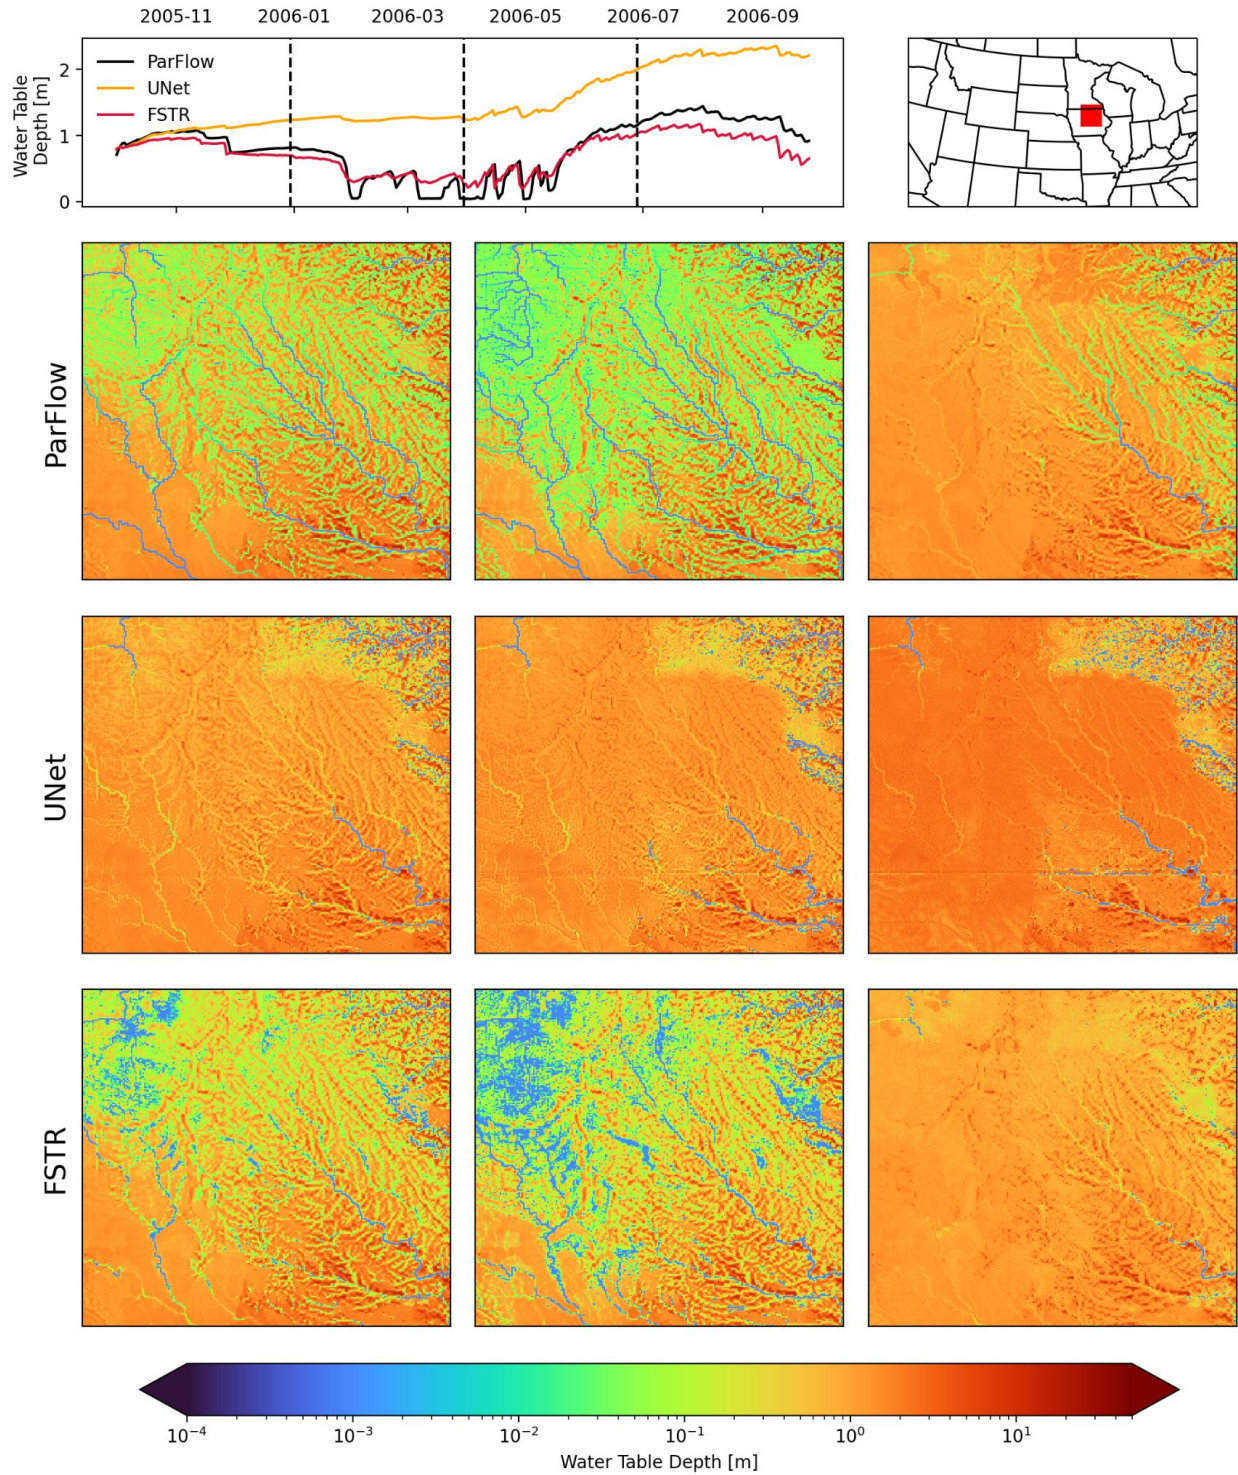 2005-11 2006-01 2006-03 2006-05 2006-07 2006-09
Water Table
Depth [m]
2
1
0
ParFlow
UNet
FSTR
ParFlow
UNet
FSTR
10⁻⁴ 10⁻³ 10⁻² 10⁻¹ 10⁰ 10¹
Water Table Depth [m]